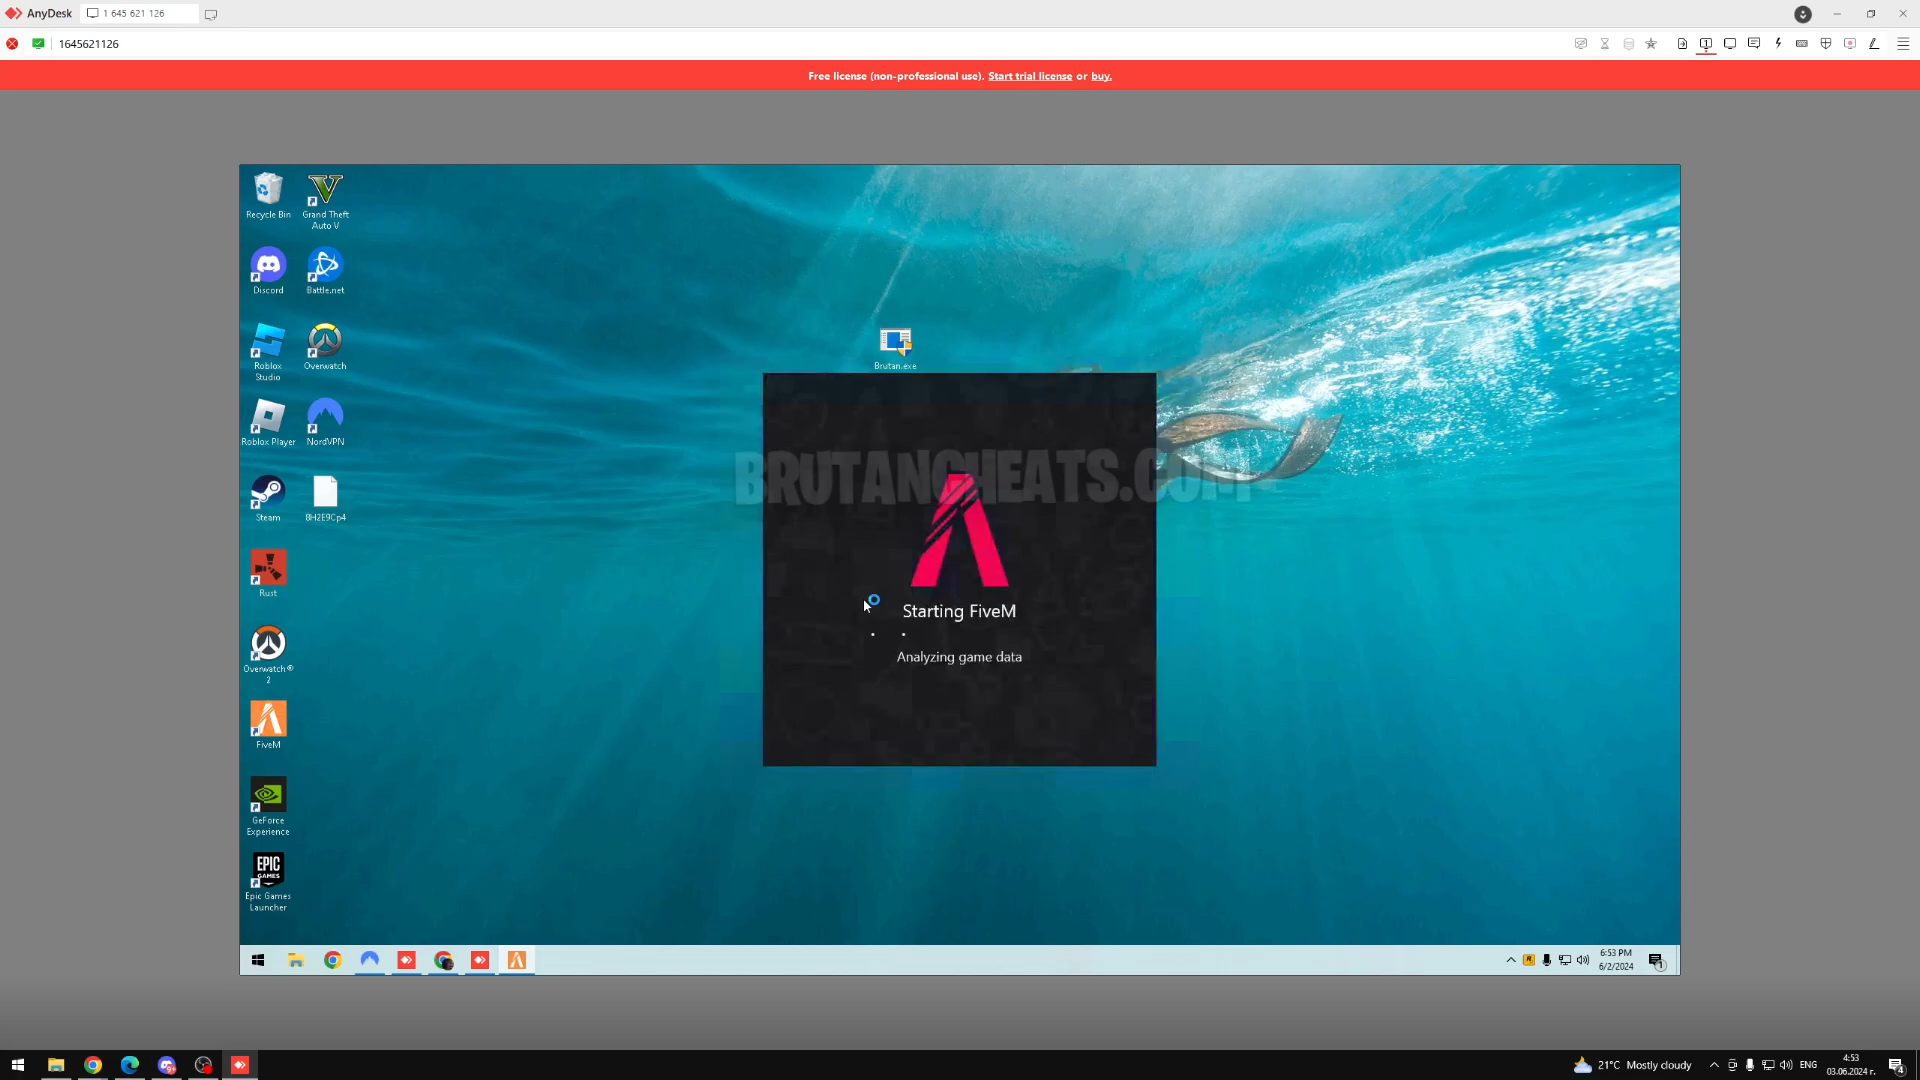 AnyDesk
1 645 621 126
1645621126
Free license (non-professional use). Start trial license or buy.
Recycle Bin
Grand Theft
Auto V
Discord
Battle.net
Roblox
Studio
Overwatch
Roblox Player
NordVPN
Steam
8H2E9Cp4
Rust
Overwatch®
2
FiveM
GeForce
Experience
EPIC
GAMES
Epic Games
Launcher
Brutan.exe
BRUTANCHEATS.COM
Starting FiveM
Analyzing game data
6:53 PM
6/2/2024
1
21°C Mostly cloudy
ENG
4:53
03.06.2024 г.
4